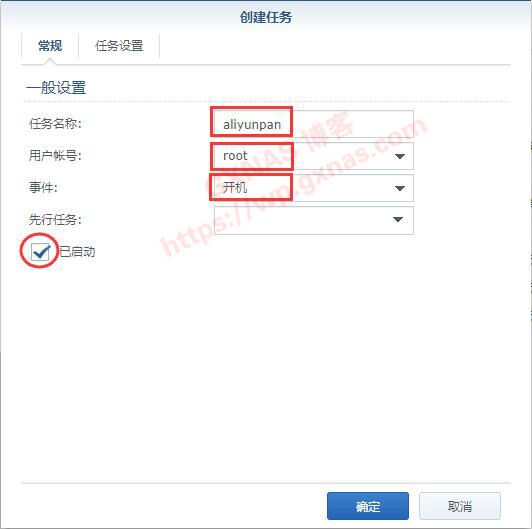 创建任务
常规 任务设置
一般设置
任务名称: aliyunpan
用户帐号: root
事件: 开机
先行任务:
已启动
GXNAS 博客
https://wp.gxnas.com
确定 取消